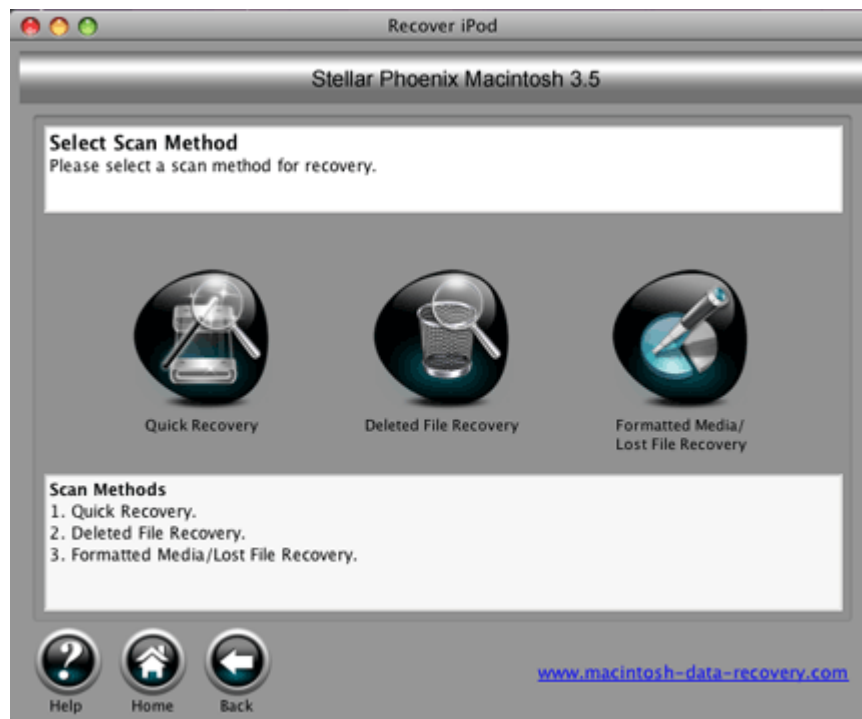 Recover iPod
Stellar Phoenix Macintosh 3.5
Select Scan Method
Please select a scan method for recovery.
Quick Recovery
Deleted File Recovery
Formatted Media/
Lost File Recovery
Scan Methods
1. Quick Recovery.
2. Deleted File Recovery.
3. Formatted Media/Lost File Recovery.
?
Help
Home
Back
www.macintosh-data-recovery.com